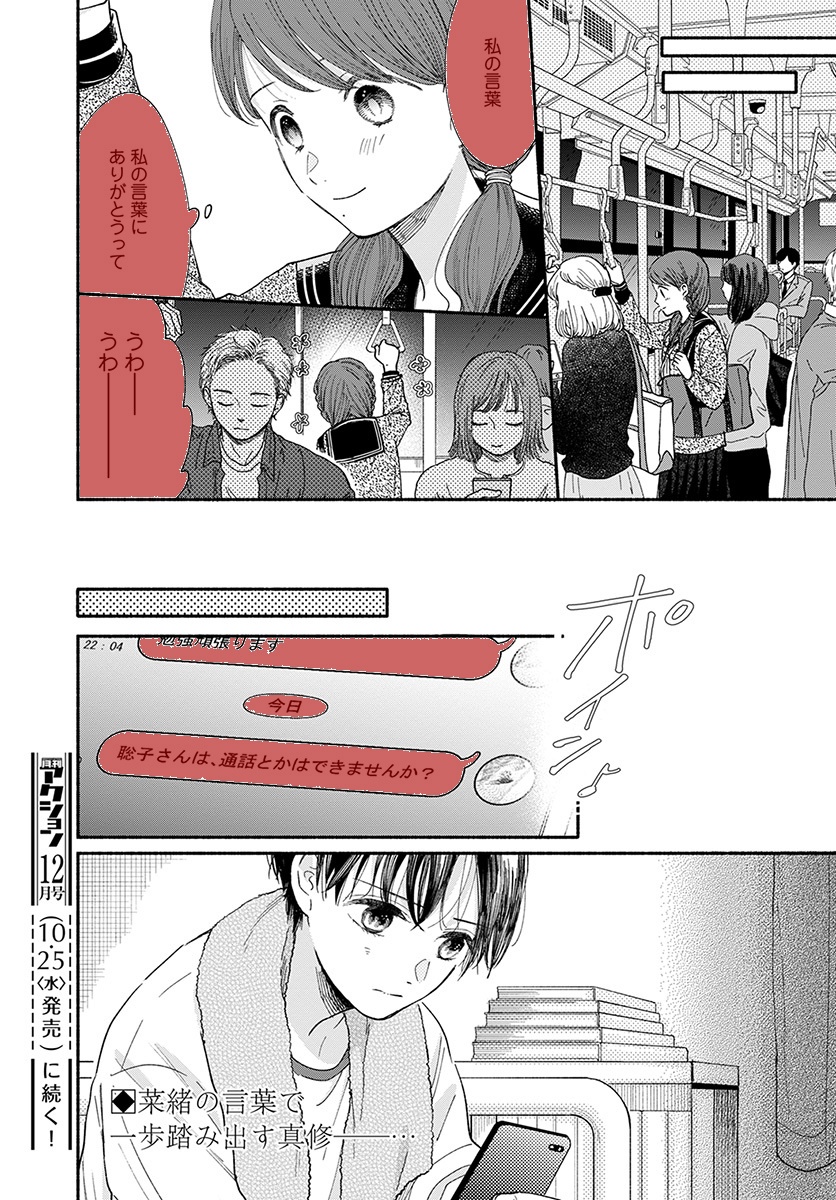 私の言葉
私の言葉に
ありがとうって
うわ——
うわ———
ポイン♪
22:04
勉強頑張ります
今日
聡子さんは、通話とかはできませんか?
◆菜緒の言葉で
一歩踏み出す真修——…
月刊アクション12月号(10・25〈水〉発売)に続く!